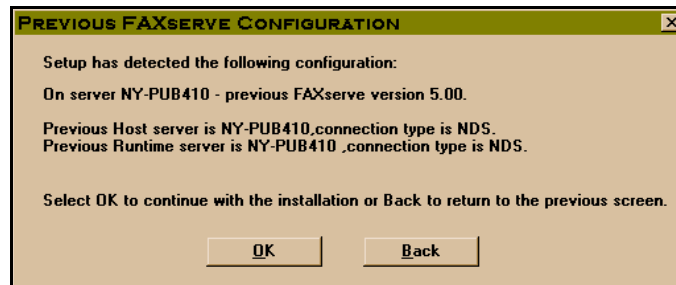 PREVIOUS FAXSERVE CONFIGURATION
Setup has detected the following configuration:
On server NY-PUB410 - previous FAXserve version 5.00.
Previous Host server is NY-PUB410,connection type is NDS.
Previous Runtime server is NY-PUB410 ,connection type is NDS.
Select OK to continue with the installation or Back to return to the previous screen.
OK
Back